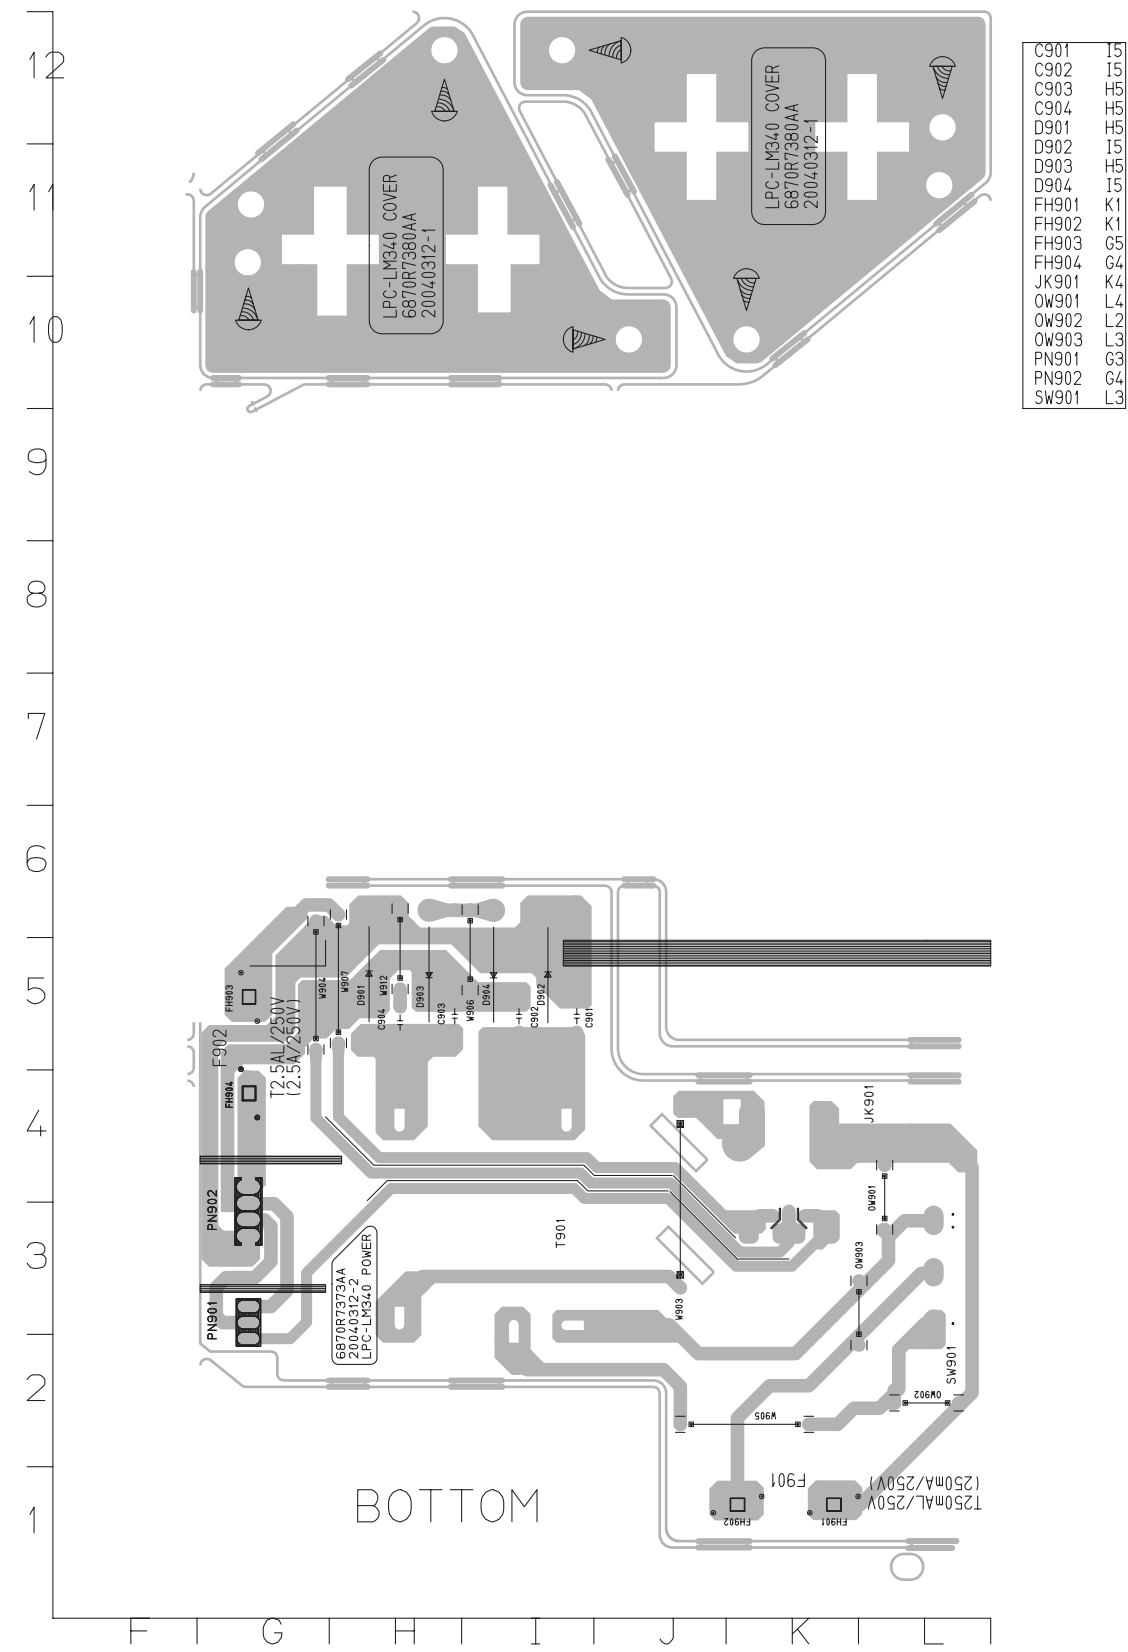 12
11
10
9
8
7
6
5
4
3
2
1
F G H I J K L
LPC-LM340 COVER
6870R7380AA
20040312-1
LPC-LM340 COVER
6870R7380AA
20040312-1
C901 I5
C902 I5
C903 H5
C904 H5
D901 H5
D902 I5
D903 H5
D904 I5
FH901 K1
FH902 K1
FH903 G5
FH904 G4
JK901 K4
OW901 L4
OW902 L2
OW903 L3
PN901 G3
PN902 G4
SW901 L3
FH903
F902
T2.5AL/250V
(2.5A/250V)
W904
W907
D901
W912
C904
D903
C903
W906
D904
C902
D902
C901
FH904
PN902
PN901
6870R7373AA
20040312-2
LPC-LM340 POWER
T901
W903
JK901
OW901
OW903
SW901
OW902
W905
F901
T250mAL/250V
(250mA/250V)
FH902
FH901
BOTTOM